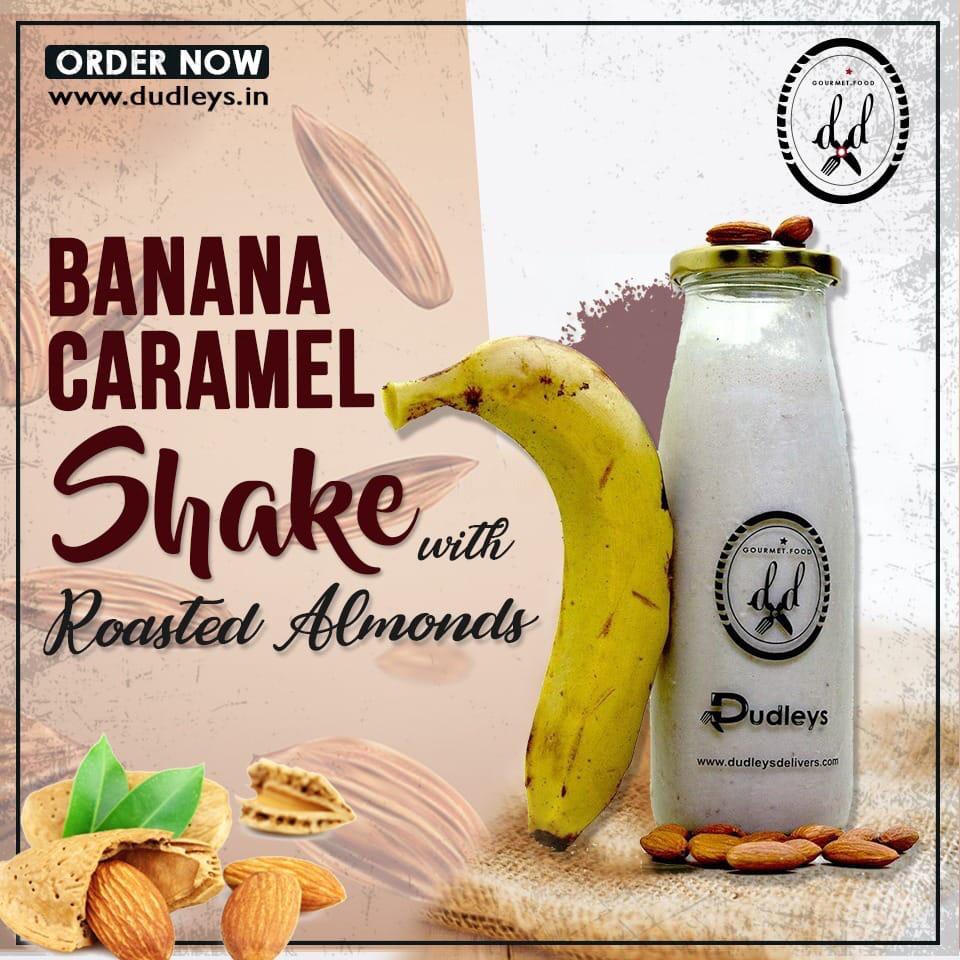 ORDER NOW
www.dudleys.in
GOURMET.FOOD
dd
BANANA
CARAMEL
Shake with
Roasted Almonds
GOURMET.FOOD
dd
Dudleys
www.dudleysdelivers.com